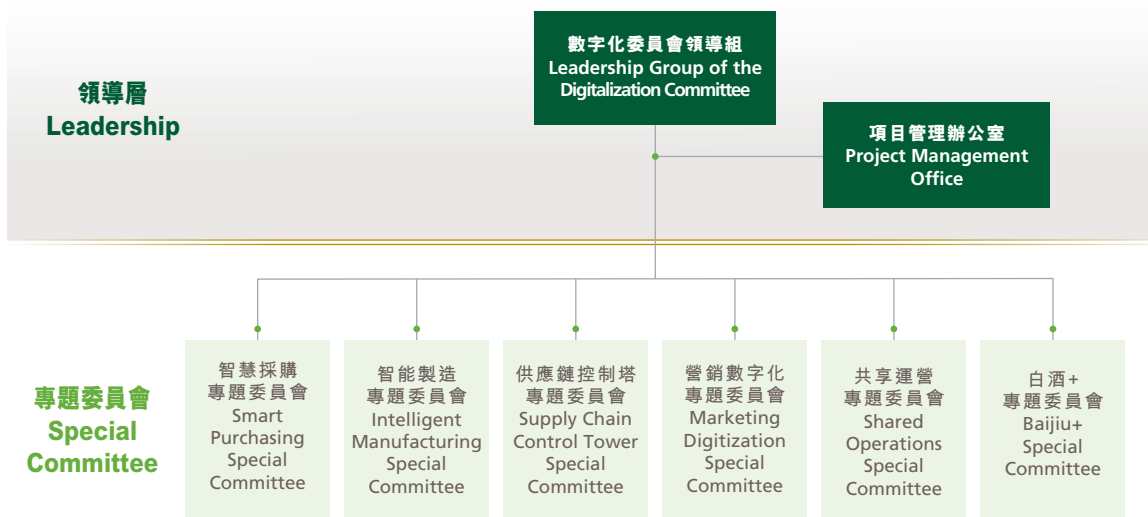 數字化委員會領導組
Leadership Group of the
Digitalization Committee
領導層
Leadership
項目管理辦公室
Project Management
Office
專題委員會
Special
Committee
智慧採購
專題委員會
Smart
Purchasing
Special
Committee
智能製造
專題委員會
Intelligent
Manufacturing
Special
Committee
供應鏈控制塔
專題委員會
Supply Chain
Control Tower
Special
Committee
營銷數字化
專題委員會
Marketing
Digitization
Special
Committee
共享運營
專題委員會
Shared
Operations
Special
Committee
白酒+
專題委員會
Baijiu+
Special
Committee